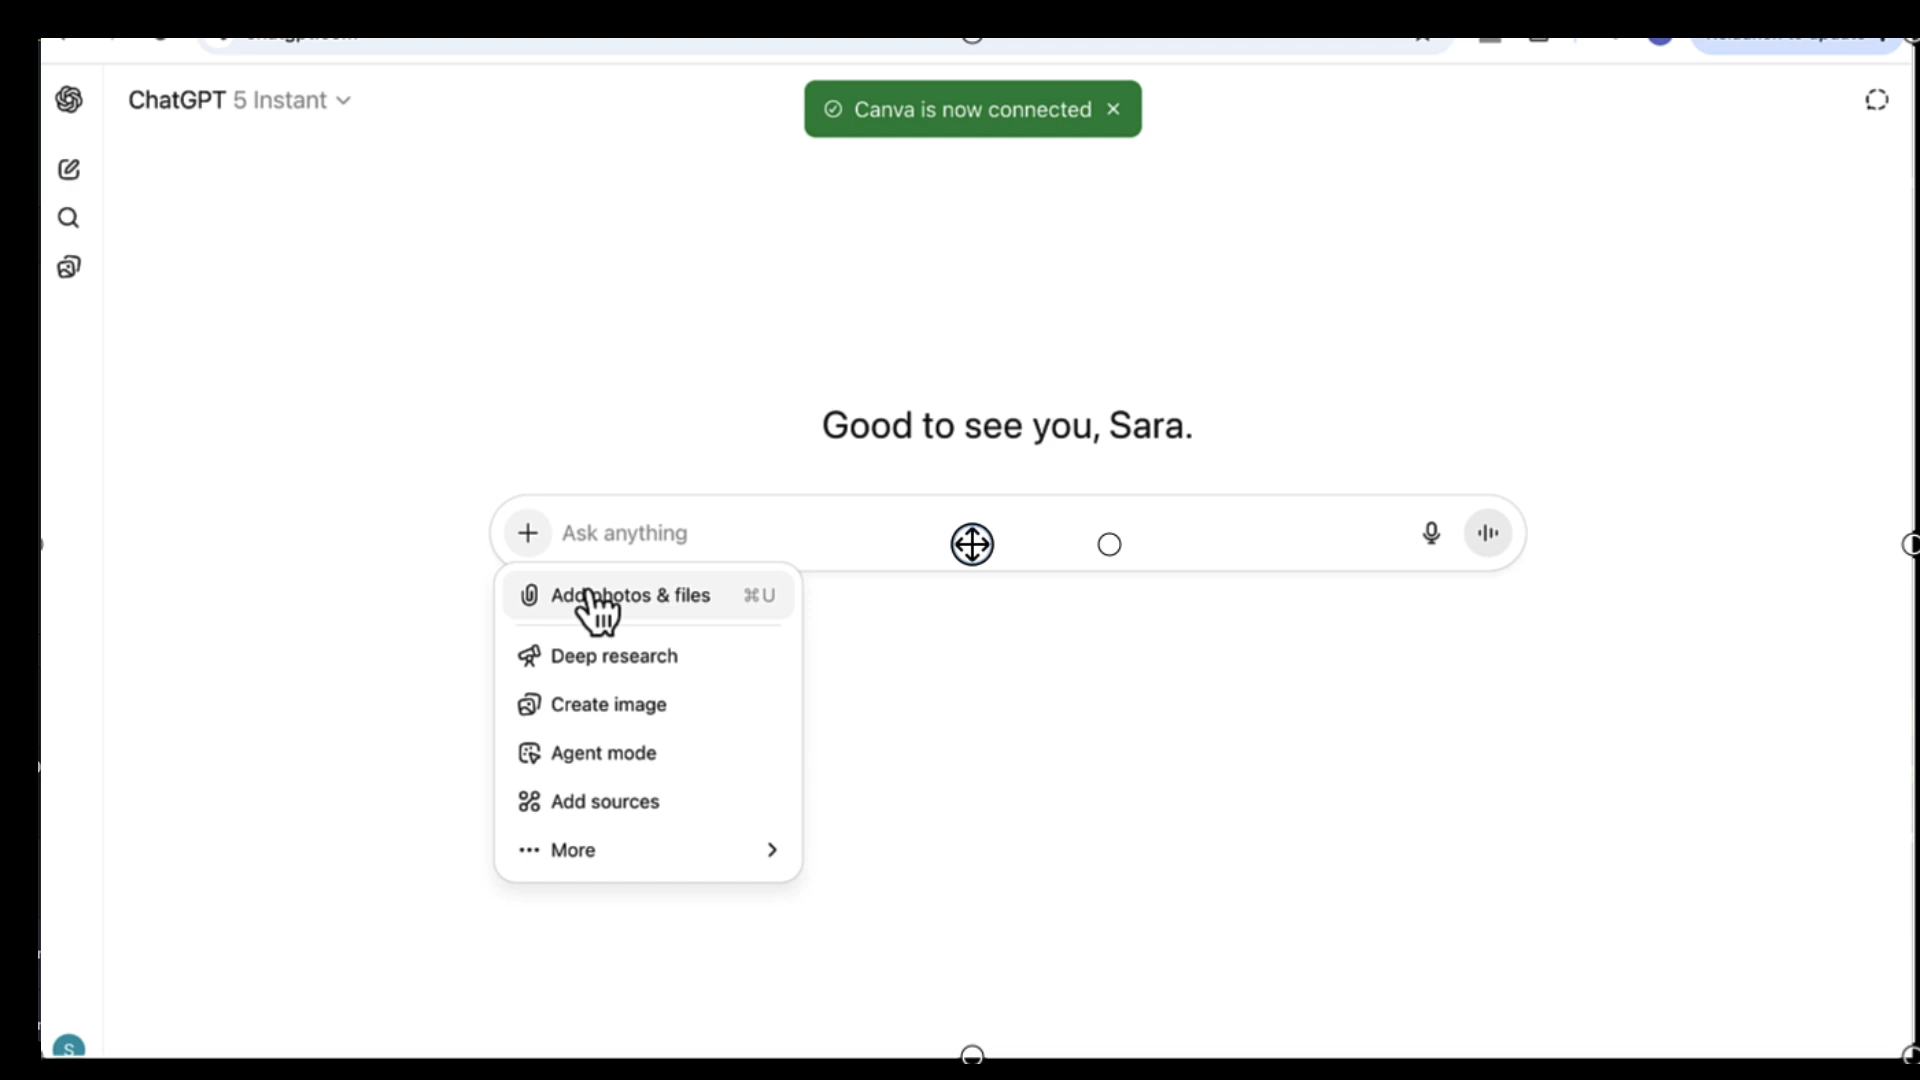 ChatGPT 5 Instant
Canva is now connected
Good to see you, Sara.
Ask anything
Add photos & files ⌘U
Deep research
Create image
Agent mode
Add sources
More
S